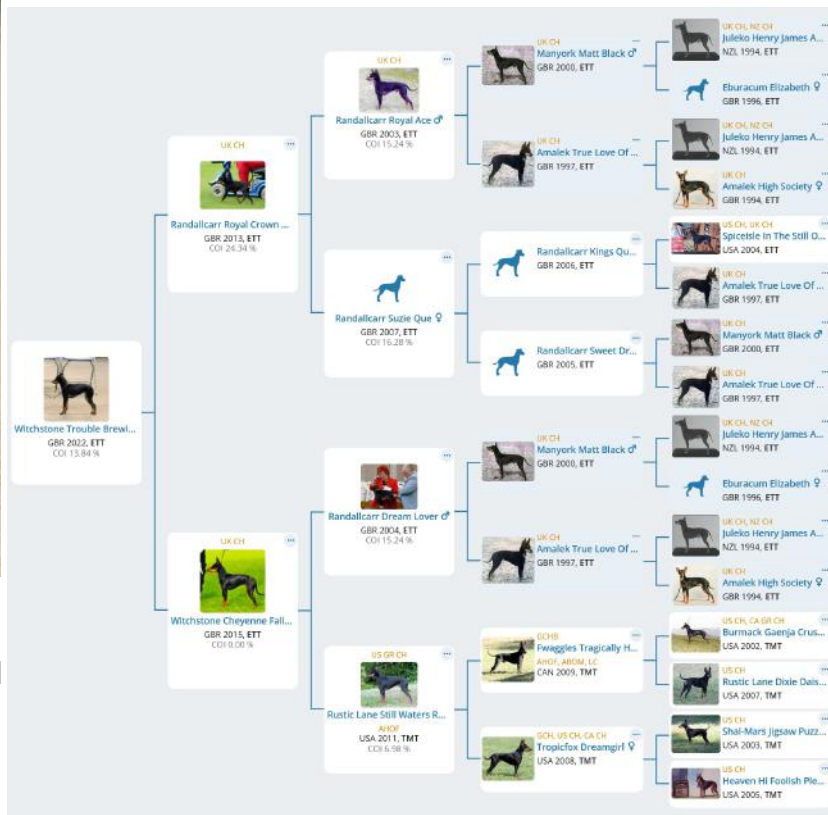 Witchstone Trouble Brewi...
GBR 2022, ETT
COI 13.84 %
UK CH
Randallcarr Royal Crown ...
GBR 2013, ETT
COI 24.34 %
UK CH
Witchstone Cheyenne Fall...
GBR 2015, ETT
COI 0.00 %
UK CH
Randallcarr Royal Ace ♂
GBR 2003, ETT
COI 15.24 %
Randallcarr Suzie Que ♀
GBR 2007, ETT
COI 16.28 %
Randallcarr Dream Lover ♂
GBR 2004, ETT
COI 15.24 %
US GR CH
Rustic Lane Still Waters R...
AHOF
USA 2011, TMT
COI 6.98 %
UK CH
Manyork Matt Black ♂
GBR 2000, ETT
UK CH
Amalek True Love Of ...
GBR 1997, ETT
Randallcarr Kings Qu...
GBR 2006, ETT
Randallcarr Sweet Dr...
GBR 2005, ETT
UK CH
Manyork Matt Black ♂
GBR 2000, ETT
UK CH
Amalek True Love Of ...
GBR 1997, ETT
GCHB
Fwaggles Tragically H...
AHOF, ABOM, LC
CAN 2009, TMT
GCH, US CH, CA CH
Tropicfox Dreamgirl ♀
USA 2008, TMT
UK CH, NZ CH
Juleko Henry James A...
NZL 1994, ETT
Eburacum Elizabeth ♀
GBR 1996, ETT
UK CH, NZ CH
Juleko Henry James A...
NZL 1994, ETT
UK CH
Amalek High Society ♀
GBR 1994, ETT
US CH, UK CH
Spiceisle In The Still O...
USA 2004, ETT
UK CH
Amalek True Love Of ...
GBR 1997, ETT
UK CH
Manyork Matt Black ♂
GBR 2000, ETT
UK CH
Amalek True Love Of ...
GBR 1997, ETT
UK CH, NZ CH
Juleko Henry James A...
NZL 1994, ETT
Eburacum Elizabeth ♀
GBR 1996, ETT
UK CH, NZ CH
Juleko Henry James A...
NZL 1994, ETT
UK CH
Amalek High Society ♀
GBR 1994, ETT
US CH, CA GR CH
Burmack Gaenja Crus...
USA 2002, TMT
US CH
Rustic Lane Dixie Dais...
USA 2007, TMT
US CH
Shal-Mars Jigsaw Puzz...
USA 2003, TMT
US CH
Heaven HI Foolish Ple...
USA 2005, TMT